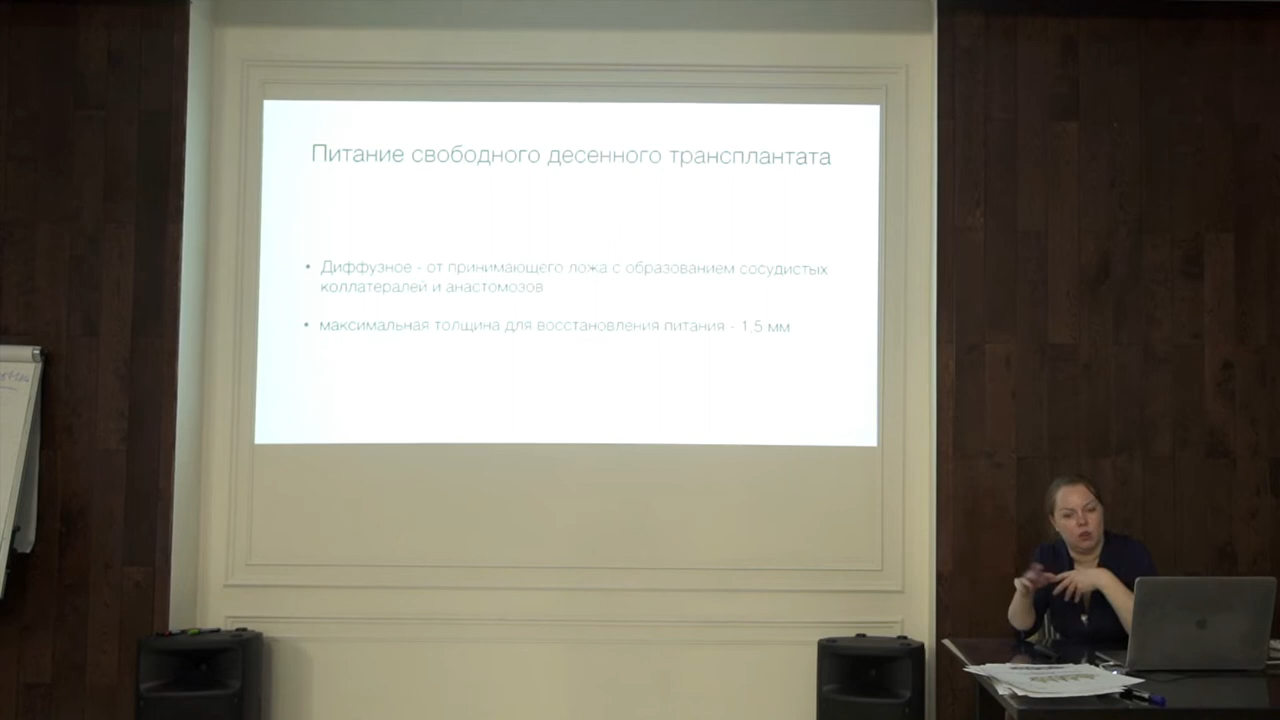 Питание свободного десенного трансплантата
• Диффузное - от принимающего ложа с образованием сосудистых
коллатералей и анастомозов
• максимальная толщина для восстановления питания - 1,5 мм